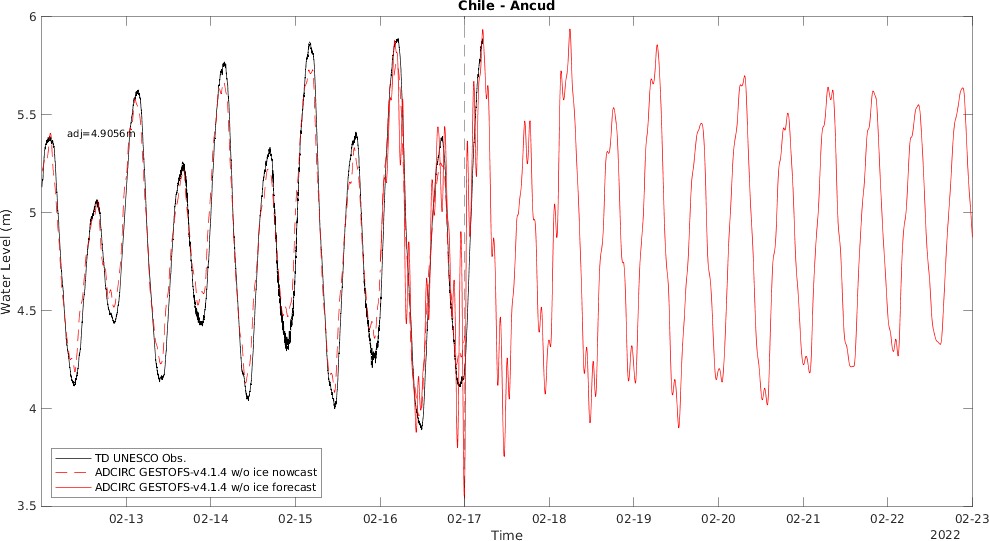 Chile - Ancud
6
5.5
5
4.5
4
3.5
Water Level (m)
adj=4.9056m
TD UNESCO Obs.
ADCIRC GESTOFS-v4.1.4 w/o ice nowcast
ADCIRC GESTOFS-v4.1.4 w/o ice forecast
02-13 02-14 02-15 02-16 02-17 02-18 02-19 02-20 02-21 02-22 02-23
Time
2022